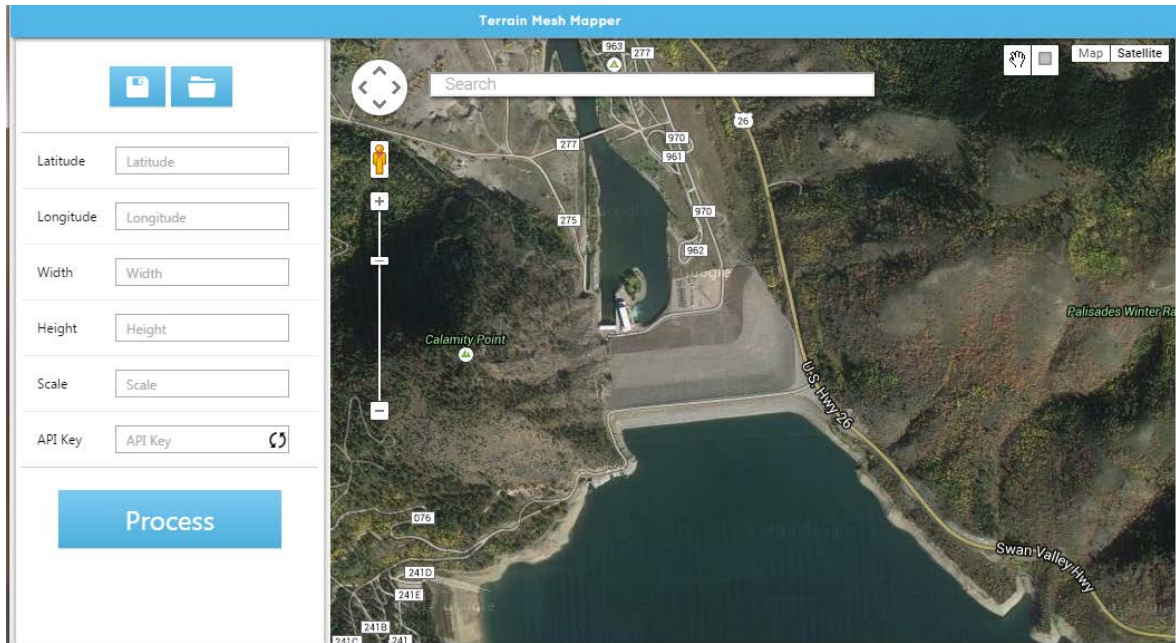 Terrain Mesh Mapper
Latitude
Latitude
Longitude
Longitude
Width
Width
Height
Height
Scale
Scale
API Key
API Key
Process
Search
Map
Satellite
963
277
26
277
970
961
275
970
962
Google
Calamity Point
Palisades Winter Ra
U.S. Hwy 26
076
Swan Valley Hwy
241D
241E
241B
241C
241